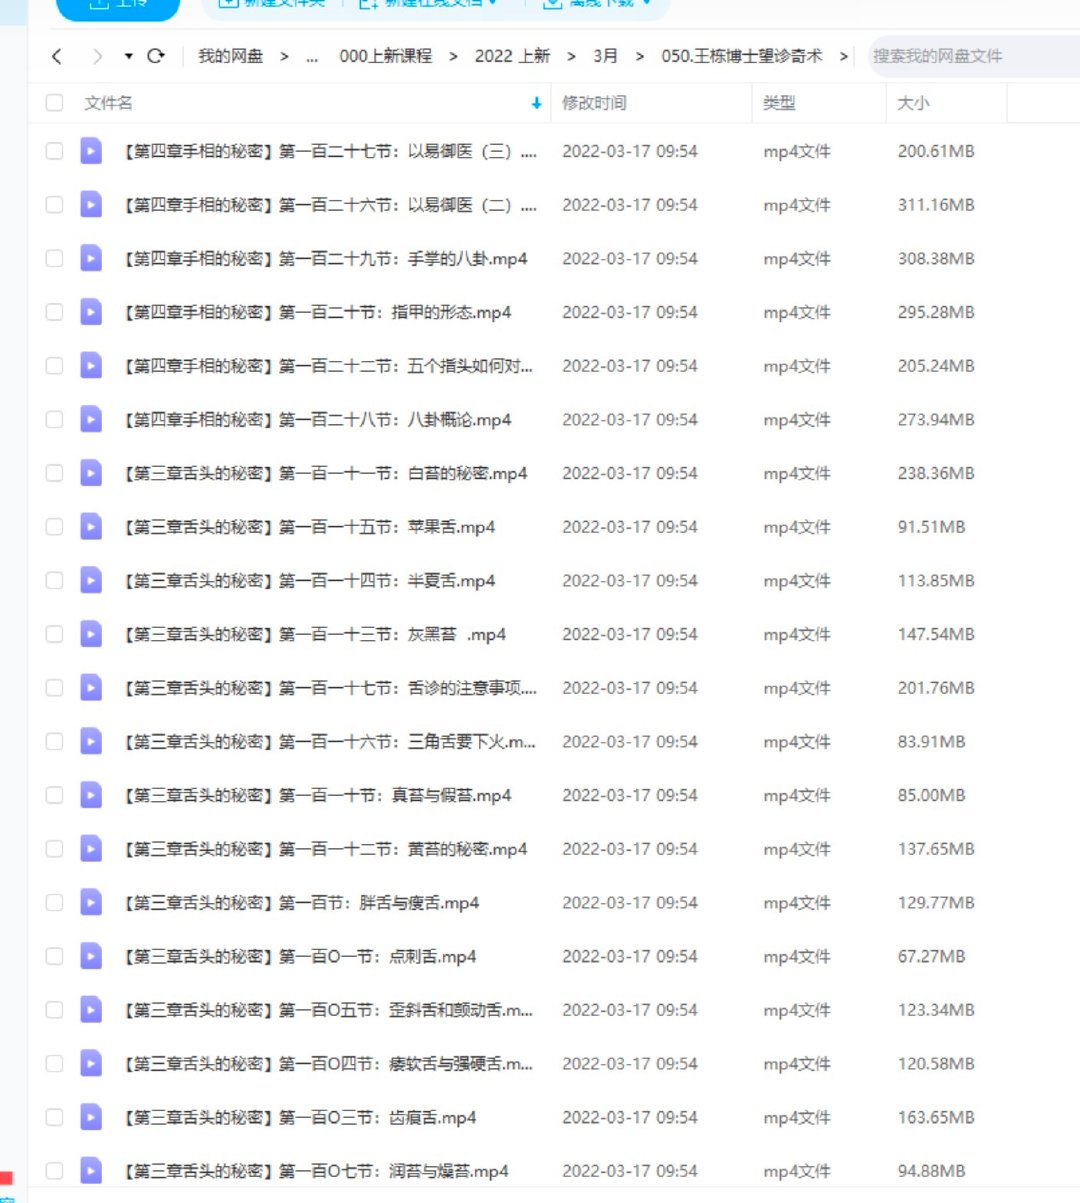 上传 新建文件夹 新建在线文档 离线下载
我的网盘 > ... 000上新课程 > 2022 上新 > 3月 > 050.王栋博士望诊奇术 > 搜索我的网盘文件
文件名 修改时间 类型 大小
【第四章手相的秘密】第一百二十七节：以易御医（三）.... 2022-03-17 09:54 mp4文件 200.61MB
【第四章手相的秘密】第一百二十六节：以易御医（二）.... 2022-03-17 09:54 mp4文件 311.16MB
【第四章手相的秘密】第一百二十九节：手掌的八卦.mp4 2022-03-17 09:54 mp4文件 308.38MB
【第四章手相的秘密】第一百二十节：指甲的形态.mp4 2022-03-17 09:54 mp4文件 295.28MB
【第四章手相的秘密】第一百二十二节：五个指头如何对... 2022-03-17 09:54 mp4文件 205.24MB
【第四章手相的秘密】第一百二十八节：八卦概论.mp4 2022-03-17 09:54 mp4文件 273.94MB
【第三章舌头的秘密】第一百一十一节：白苔的秘密.mp4 2022-03-17 09:54 mp4文件 238.36MB
【第三章舌头的秘密】第一百一十五节：苹果舌.mp4 2022-03-17 09:54 mp4文件 91.51MB
【第三章舌头的秘密】第一百一十四节：半夏舌.mp4 2022-03-17 09:54 mp4文件 113.85MB
【第三章舌头的秘密】第一百一十三节：灰黑苔 .mp4 2022-03-17 09:54 mp4文件 147.54MB
【第三章舌头的秘密】第一百一十七节：舌诊的注意事项.... 2022-03-17 09:54 mp4文件 201.76MB
【第三章舌头的秘密】第一百一十六节：三角舌要下火.m... 2022-03-17 09:54 mp4文件 83.91MB
【第三章舌头的秘密】第一百一十节：真苔与假苔.mp4 2022-03-17 09:54 mp4文件 85.00MB
【第三章舌头的秘密】第一百一十二节：黄苔的秘密.mp4 2022-03-17 09:54 mp4文件 137.65MB
【第三章舌头的秘密】第一百节：胖舌与瘦舌.mp4 2022-03-17 09:54 mp4文件 129.77MB
【第三章舌头的秘密】第一百O一节：点刺舌.mp4 2022-03-17 09:54 mp4文件 67.27MB
【第三章舌头的秘密】第一百O五节：歪斜舌和颤动舌.m... 2022-03-17 09:54 mp4文件 123.34MB
【第三章舌头的秘密】第一百O四节：痿软舌与强硬舌.m... 2022-03-17 09:54 mp4文件 120.58MB
【第三章舌头的秘密】第一百O三节：齿痕舌.mp4 2022-03-17 09:54 mp4文件 163.65MB
【第三章舌头的秘密】第一百O七节：润苔与燥苔.mp4 2022-03-17 09:54 mp4文件 94.88MB